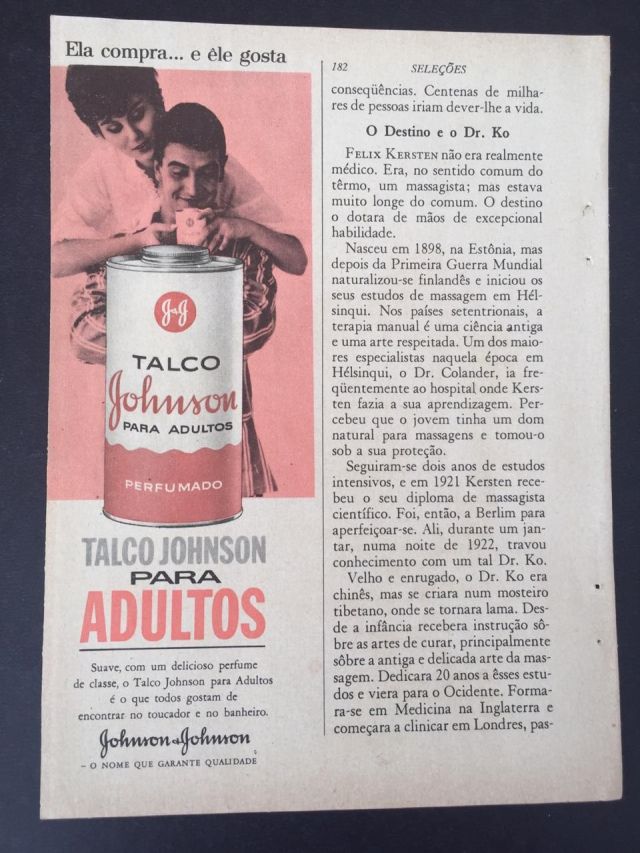 Ela compra... e êle gosta
J&J
TALCO
Johnson
PARA ADULTOS
PERFUMADO
TALCO JOHNSON
PARA
ADULTOS
Suave, com um delicioso perfume
de classe, o Talco Johnson para Adultos
é o que todos gostam de
encontrar no toucador e no banheiro.
Johnson & Johnson
- O NOME QUE GARANTE QUALIDADE
182 SELEÇÕES
conseqüências. Centenas de milha-
res de pessoas iriam dever-lhe a vida.
O Destino e o Dr. Ko
FELIX KERSTEN não era realmente
médico. Era, no sentido comum do
têrmo, um massagista; mas estava
muito longe do comum. O destino
o dotara de mãos de excepcional
habilidade.
Nasceu em 1898, na Estônia, mas
depois da Primeira Guerra Mundial
naturalizou-se finlandês e iniciou os
seus estudos de massagem em Hél-
sinqui. Nos países setentrionais, a
terapia manual é uma ciência antiga
e uma arte respeitada. Um dos maio-
res especialistas naquela época em
Hélsinqui, o Dr. Colander, ia fre-
qüentemente ao hospital onde Kers-
ten fazia a sua aprendizagem. Per-
cebeu que o jovem tinha um dom
natural para massagens e tomou-o
sob a sua proteção.
Seguiram-se dois anos de estudos
intensivos, e em 1921 Kersten rece-
beu o seu diploma de massagista
científico. Foi, então, a Berlim para
aperfeiçoar-se. Ali, durante um jan-
tar, numa noite de 1922, travou
conhecimento com um tal Dr. Ko.
Velho e enrugado, o Dr. Ko era
chinês, mas se criara num mosteiro
tibetano, onde se tornara lama. Des-
de a infância recebera instrução sô-
bre as artes de curar, principalmente
sôbre a antiga e delicada arte da mas-
sagem. Dedicara 20 anos a êsses estu-
dos e viera para o Ocidente. Forma-
ra-se em Medicina na Inglaterra e
começara a clinicar em Londres, pas-